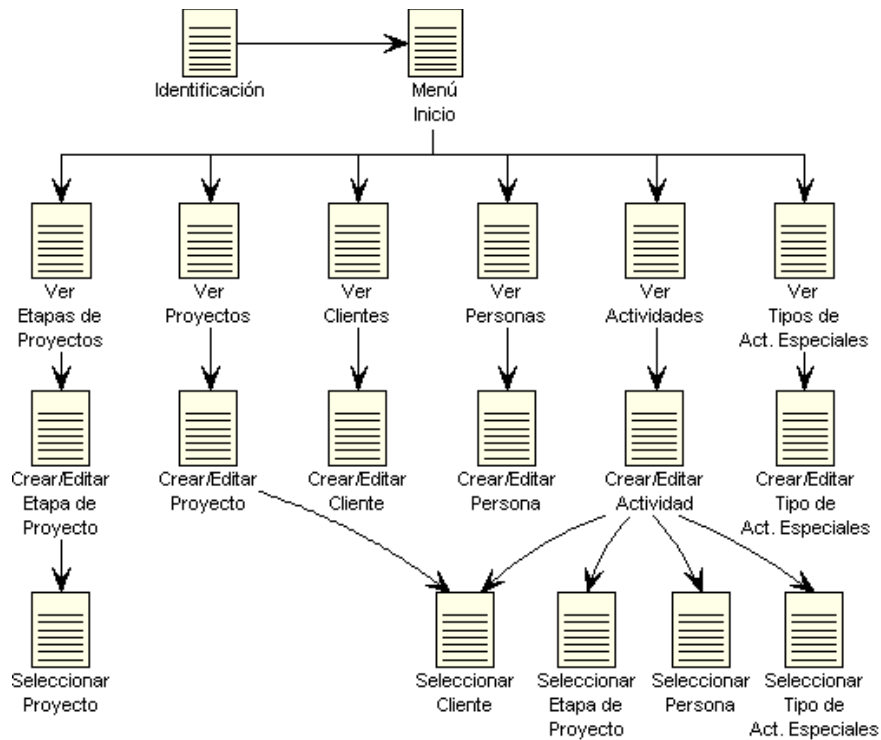 Identificación
Menú
Inicio
Ver
Etapas de
Proyectos
Ver
Proyectos
Ver
Clientes
Ver
Personas
Ver
Actividades
Ver
Tipos de
Act. Especiales
Crear/Editar
Etapa de
Proyecto
Crear/Editar
Proyecto
Crear/Editar
Cliente
Crear/Editar
Persona
Crear/Editar
Actividad
Crear/Editar
Tipo de
Act. Especiales
Seleccionar
Proyecto
Seleccionar
Cliente
Seleccionar
Etapa de
Proyecto
Seleccionar
Persona
Seleccionar
Tipo de
Act. Especiales